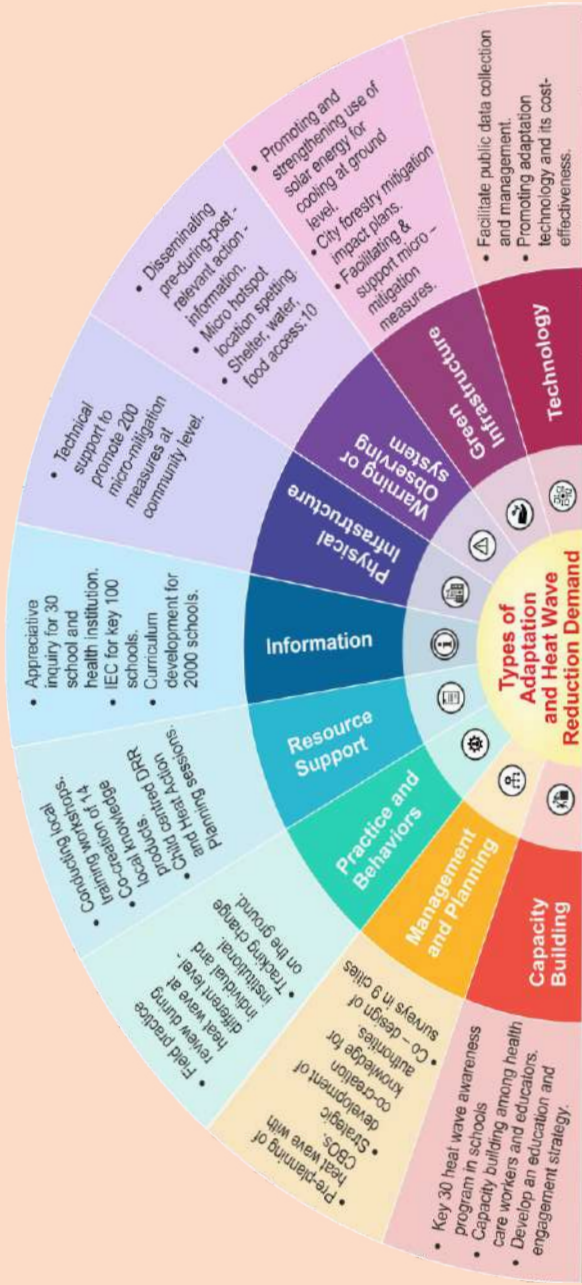 Types of
Adaptation
and Heat Wave
Reduction Demand
Capacity
Building
• Key 30 heat wave awareness
program in schools
• Capacity building among health
care workers and educators.
• Develop an education and
engagement strategy.
Management
and Planning
• Pre-planning of
heat wave with
CBOs.
• Strategic
development of
co-creation
knowledge for
authorities.
• Co – design of
surveys in 9 cities
Practice and
Behaviors
• Field practice
review during
heat wave at
different level -
individual and
institutional.
• Tracking change
on the ground.
Resource
Support
• Conducting local
training workshops.
• Co-creation of 14
local knowledge
products.
• Child centred DRR
and Heat Action
Planning sessions.
Information
• Appreciative
inquiry for 30
school and
health institution.
• IEC for key 100
schools.
• Curriculum
development for
2000 schools.
Physical
Infrastructure
• Technical
support to
promote 200
micro-mitigation
measures at
community level.
Warning or
Observing
system
• Disseminating
pre-during-post -
relevant action -
information.
• Micro hotspot
location spetting.
• Shelter, water,
food access:10
Green
Infrastructure
• Promoting and
strengthening use of
solar energy for
cooling at ground
level.
• City forestry mitigation
impact plans.
• Facilitating &
support micro –
mitigation
measures.
Technology
• Facilitate public data collection
and management.
• Promoting adaptation
technology and its cost-
effectiveness.